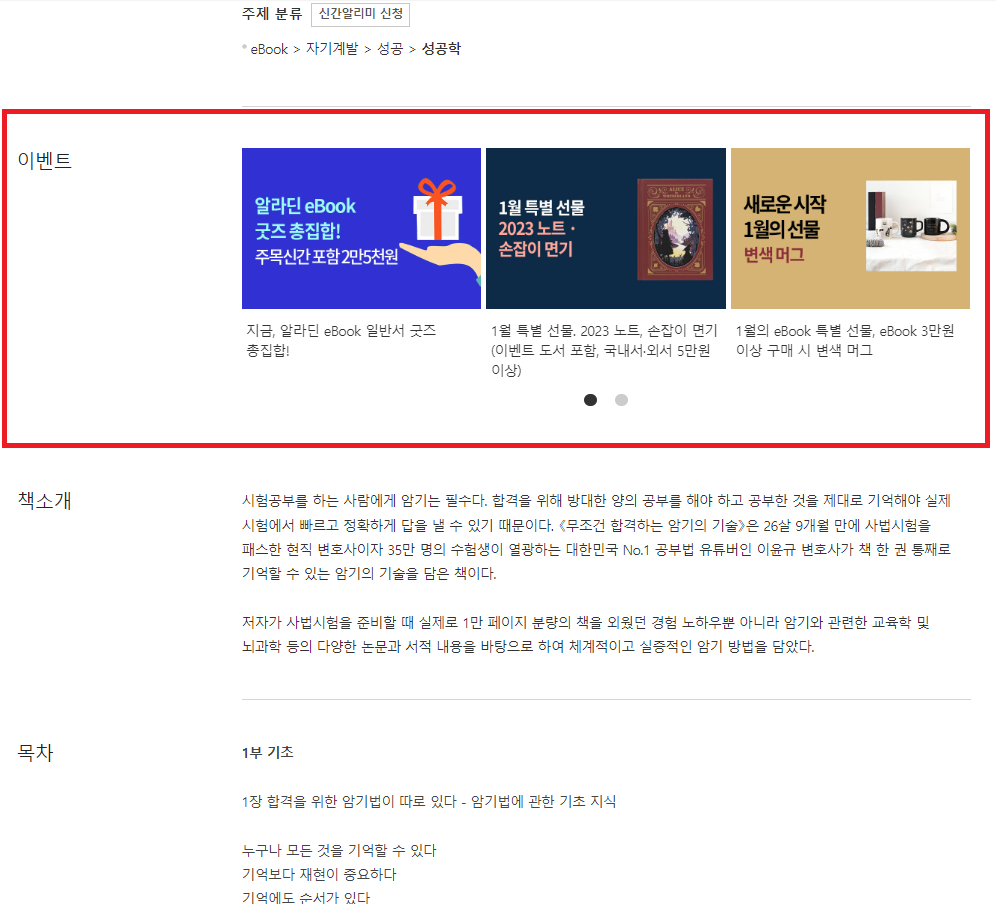 주제 분류 신간알리미 신청
eBook > 자기계발 > 성공 > 성공학
이벤트
알라딘 eBook
굿즈 총집합!
주목신간 포함 2만5천원
지금, 알라딘 eBook 일반서 굿즈
총집합!
1월 특별 선물
2023 노트 ·
손잡이 면기
ALICE
1월 특별 선물. 2023 노트, 손잡이 면기
(이벤트 도서 포함, 국내서·외서 5만원
이상)
새로운 시작
1월의 선물
변색 머그
1월의 eBook 특별 선물, eBook 3만원
이상 구매 시 변색 머그
책소개
시험공부를 하는 사람에게 암기는 필수다. 합격을 위해 방대한 양의 공부를 해야 하고 공부한 것을 제대로 기억해야 실제
시험에서 빠르고 정확하게 답을 낼 수 있기 때문이다. 《무조건 합격하는 암기의 기술》은 26살 9개월 만에 사법시험을
패스한 현직 변호사이자 35만 명의 수험생이 열광하는 대한민국 No.1 공부법 유튜버인 이윤규 변호사가 책 한 권 통째로
기억할 수 있는 암기의 기술을 담은 책이다.
저자가 사법시험을 준비할 때 실제로 1만 페이지 분량의 책을 외웠던 경험 노하우뿐 아니라 암기와 관련한 교육학 및
뇌과학 등의 다양한 논문과 서적 내용을 바탕으로 하여 체계적이고 실증적인 암기 방법을 담았다.
목차
1부 기초
1장 합격을 위한 암기법이 따로 있다 - 암기법에 관한 기초 지식
누구나 모든 것을 기억할 수 있다
기억보다 재현이 중요하다
기억에도 순서가 있다